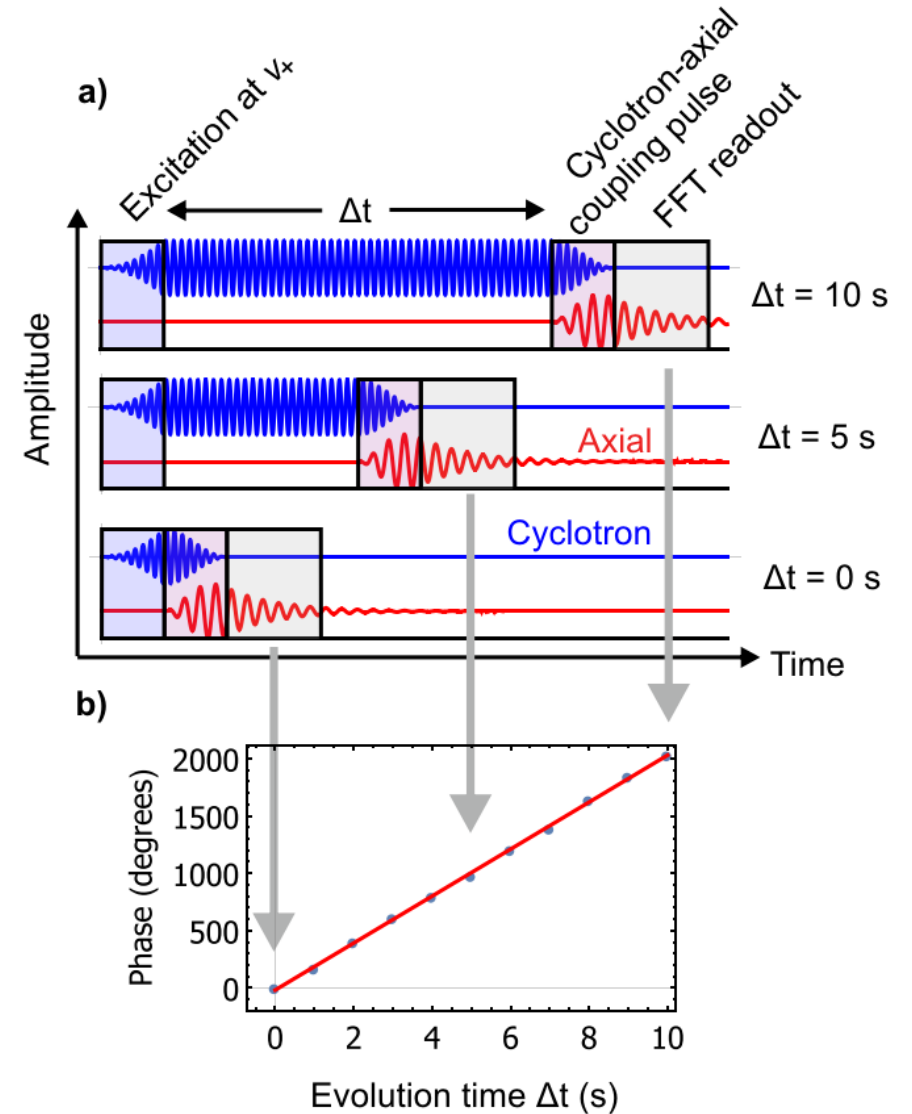 a)
Excitation at ν₊
Cyclotron-axial
coupling pulse
FFT readout
Δt
Δt = 10 s
Amplitude
Δt = 5 s
Axial
Cyclotron
Δt = 0 s
Time
b)
Phase (degrees)
2000
1500
1000
500
0
0 2 4 6 8 10
Evolution time Δt (s)